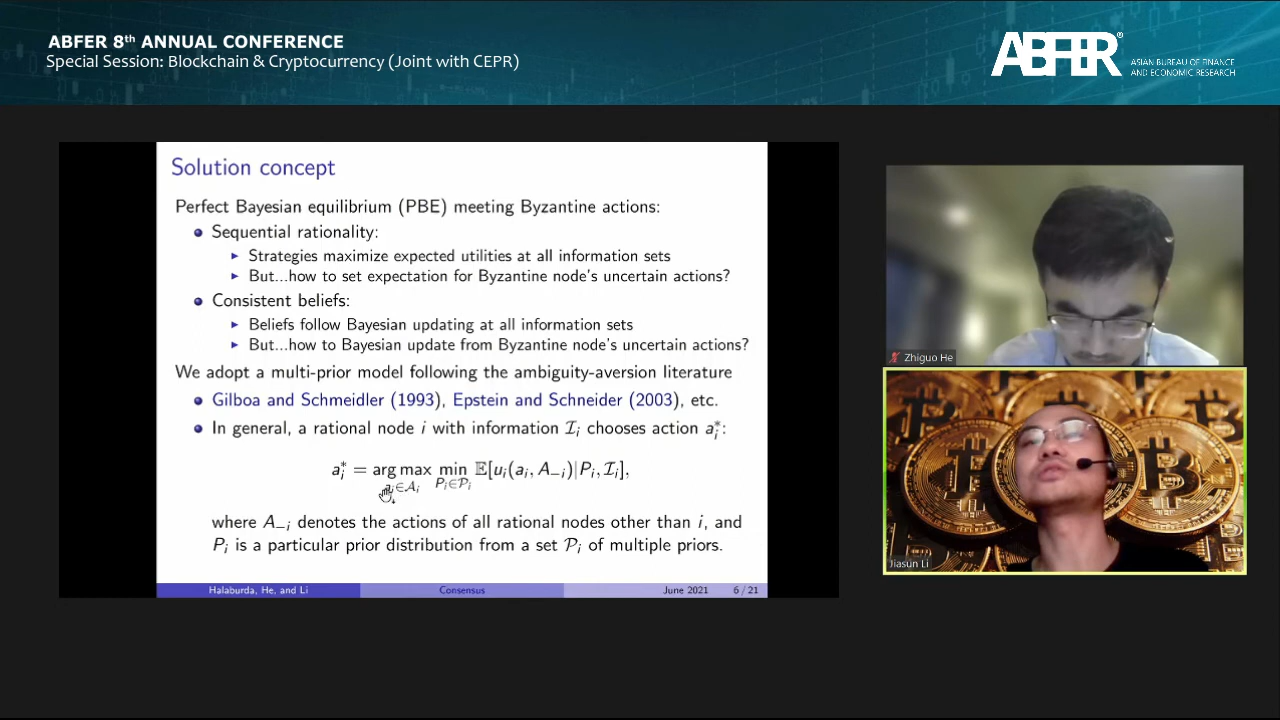 ABFER 8th ANNUAL CONFERENCE
Special Session: Blockchain & Cryptocurrency (Joint with CEPR)
ABFER®
ASIAN BUREAU OF FINANCE
AND ECONOMIC RESEARCH
Solution concept
Perfect Bayesian equilibrium (PBE) meeting Byzantine actions:
Sequential rationality:
Strategies maximize expected utilities at all information sets
But...how to set expectation for Byzantine node's uncertain actions?
Consistent beliefs:
Beliefs follow Bayesian updating at all information sets
But...how to Bayesian update from Byzantine node's uncertain actions?
We adopt a multi-prior model following the ambiguity-aversion literature
Gilboa and Schmeidler (1993), Epstein and Schneider (2003), etc.
In general, a rational node i with information 𝓘ᵢ chooses action aᵢ*:
aᵢ* = arg max_{aᵢ∈𝓐ᵢ} min_{Pᵢ∈𝓟ᵢ} 𝔼[uᵢ(aᵢ, A₋ᵢ)|Pᵢ, 𝓘ᵢ],
where A₋ᵢ denotes the actions of all rational nodes other than i, and
Pᵢ is a particular prior distribution from a set 𝓟ᵢ of multiple priors.
Halaburda, He, and Li Consensus June 2021 6 / 21
Zhiguo He
Jiasun Li